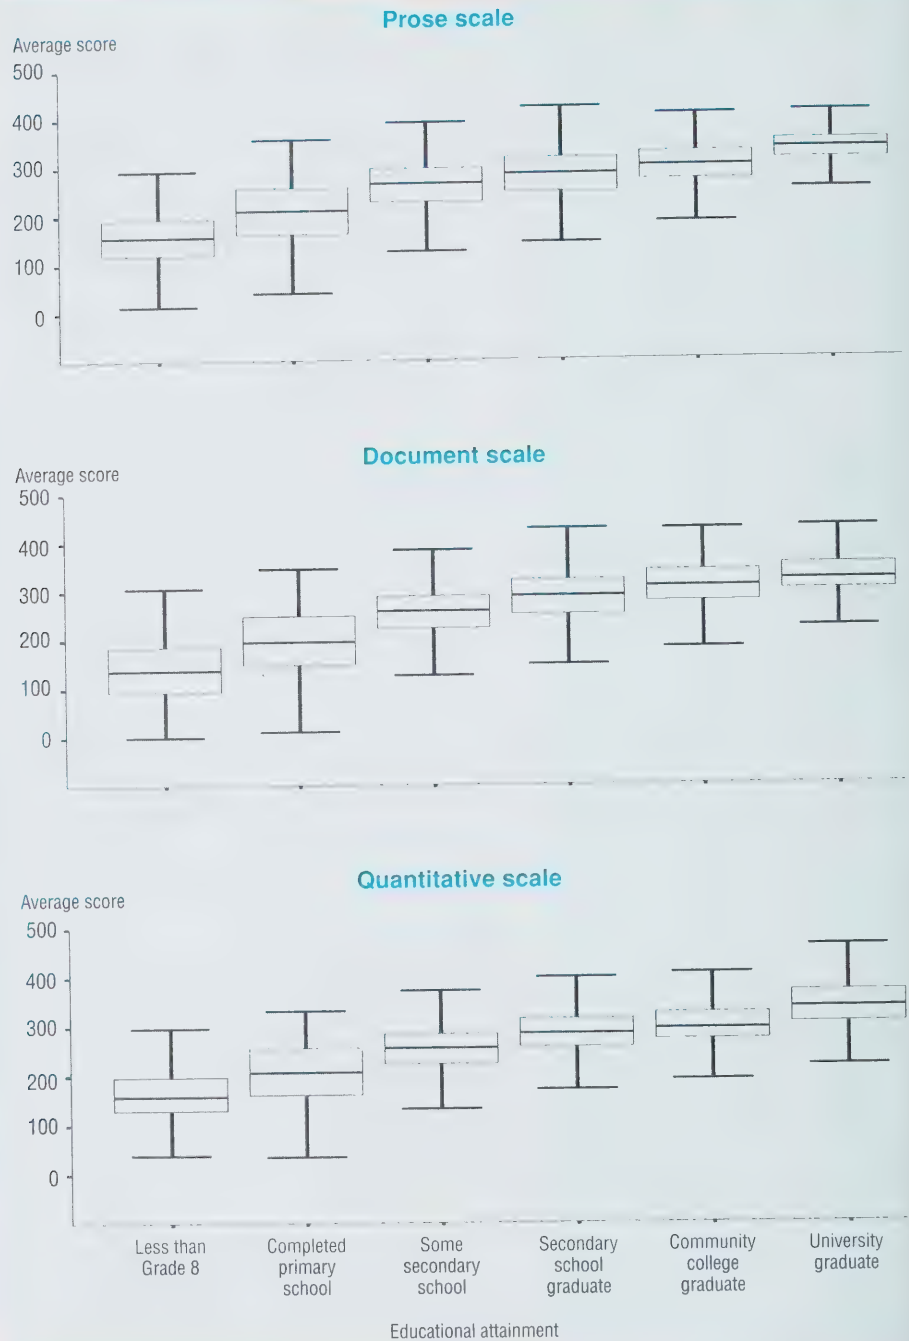 Prose scale
Average score
500
400
300
200
100
0
Document scale
Average score
500
400
300
200
100
0
Quantitative scale
Average score
500
400
300
200
100
0
Less than
Grade 8
Completed
primary
school
Some
secondary
school
Secondary
school
graduate
Community
college
graduate
University
graduate
Educational attainment